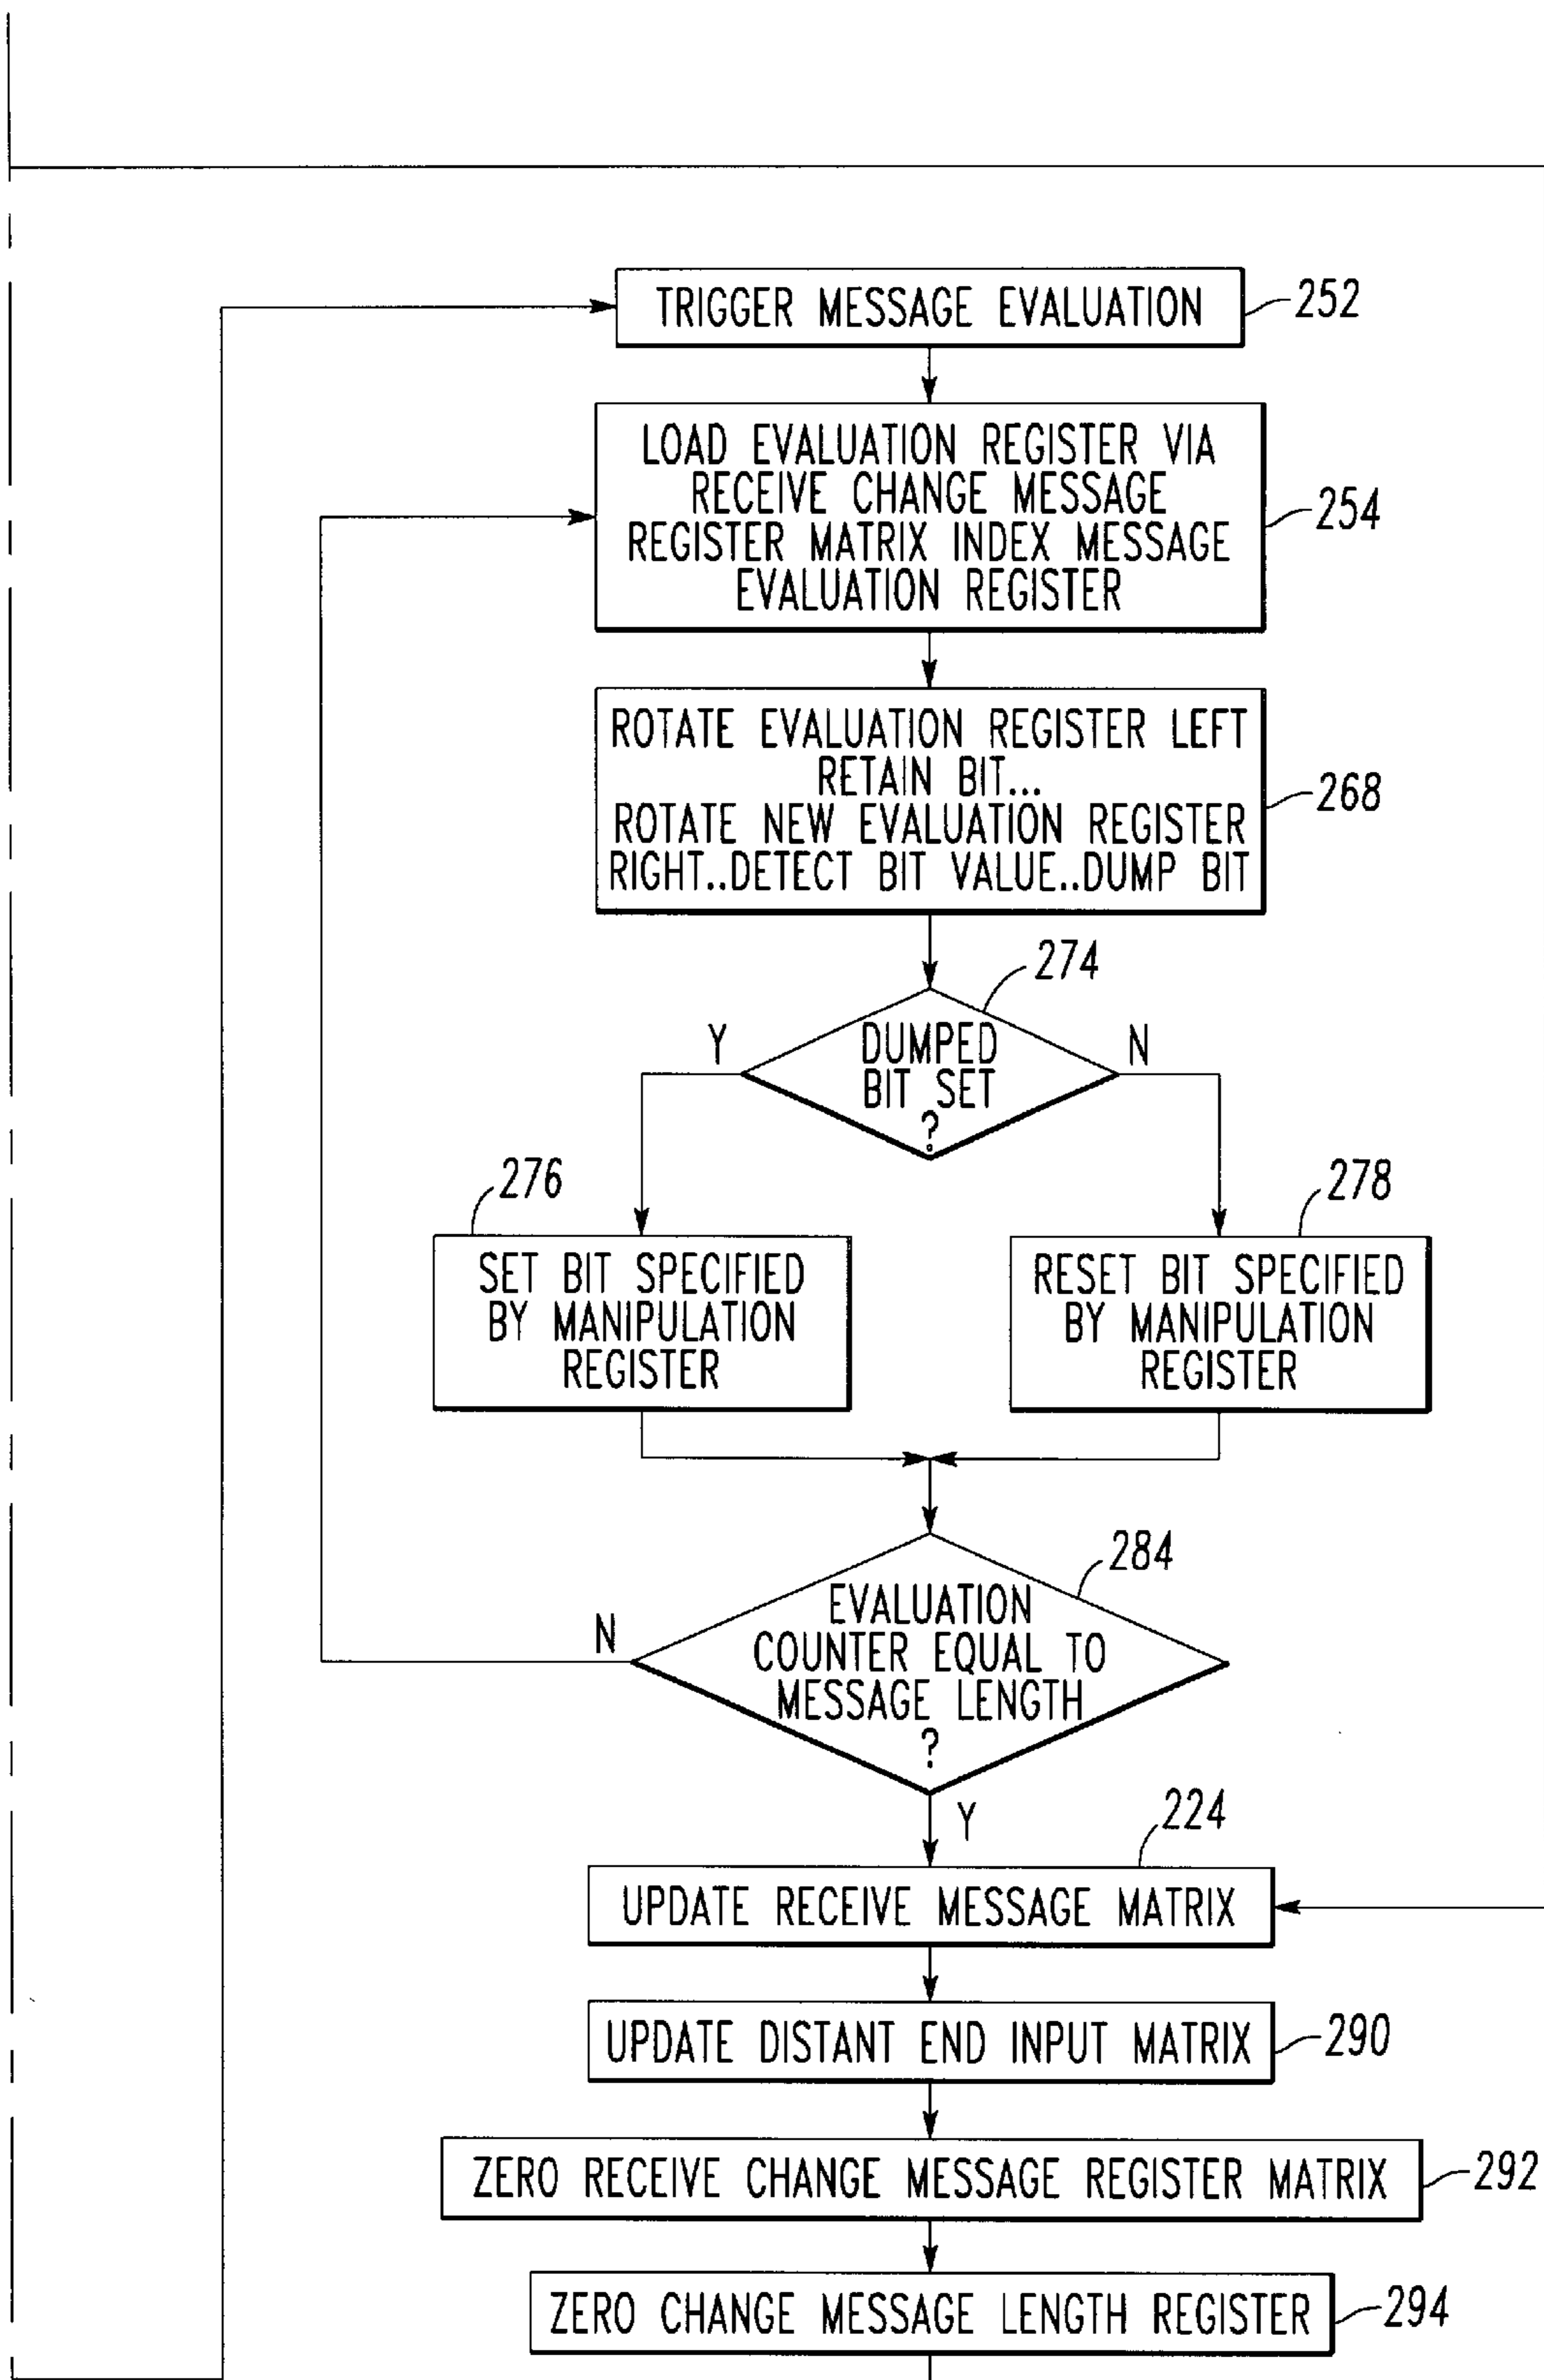 TRIGGER MESSAGE EVALUATION
252
LOAD EVALUATION REGISTER VIA
RECEIVE CHANGE MESSAGE
REGISTER MATRIX INDEX MESSAGE
EVALUATION REGISTER
254
ROTATE EVALUATION REGISTER LEFT
RETAIN BIT...
ROTATE NEW EVALUATION REGISTER
RIGHT..DETECT BIT VALUE..DUMP BIT
268
274
Y
DUMPED
BIT SET
?
N
276
SET BIT SPECIFIED
BY MANIPULATION
REGISTER
278
RESET BIT SPECIFIED
BY MANIPULATION
REGISTER
284
N
EVALUATION
COUNTER EQUAL TO
MESSAGE LENGTH
?
Y
224
UPDATE RECEIVE MESSAGE MATRIX
UPDATE DISTANT END INPUT MATRIX
290
ZERO RECEIVE CHANGE MESSAGE REGISTER MATRIX
292
ZERO CHANGE MESSAGE LENGTH REGISTER
294